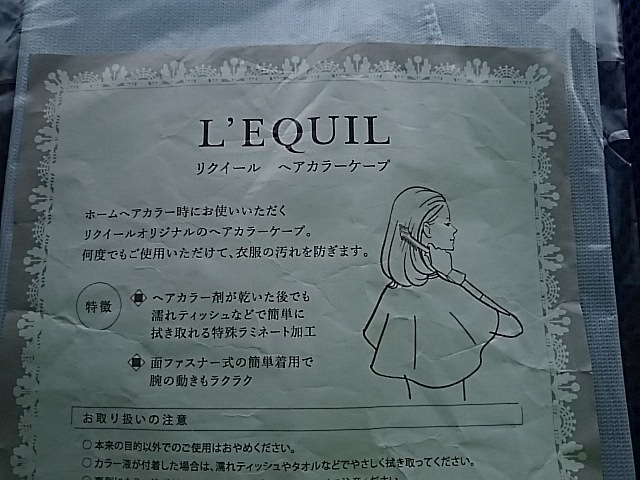 L'EQUIL
リクイール ヘアカラーケープ
ホームヘアカラー時にお使いいただく
リクイールオリジナルのヘアカラーケープ。
何度でもご使用いただけて、衣服の汚れを防ぎます。
特徴
ヘアカラー剤が乾いた後でも
濡れティッシュなどで簡単に
拭き取れる特殊ラミネート加工
面ファスナー式の簡単着用で
腕の動きもラクラク
お取り扱いの注意
○本来の目的以外でのご使用はおやめください。
○カラー液が付着した場合は、濡れティッシュやタオルなどでやさしく拭き取ってください。